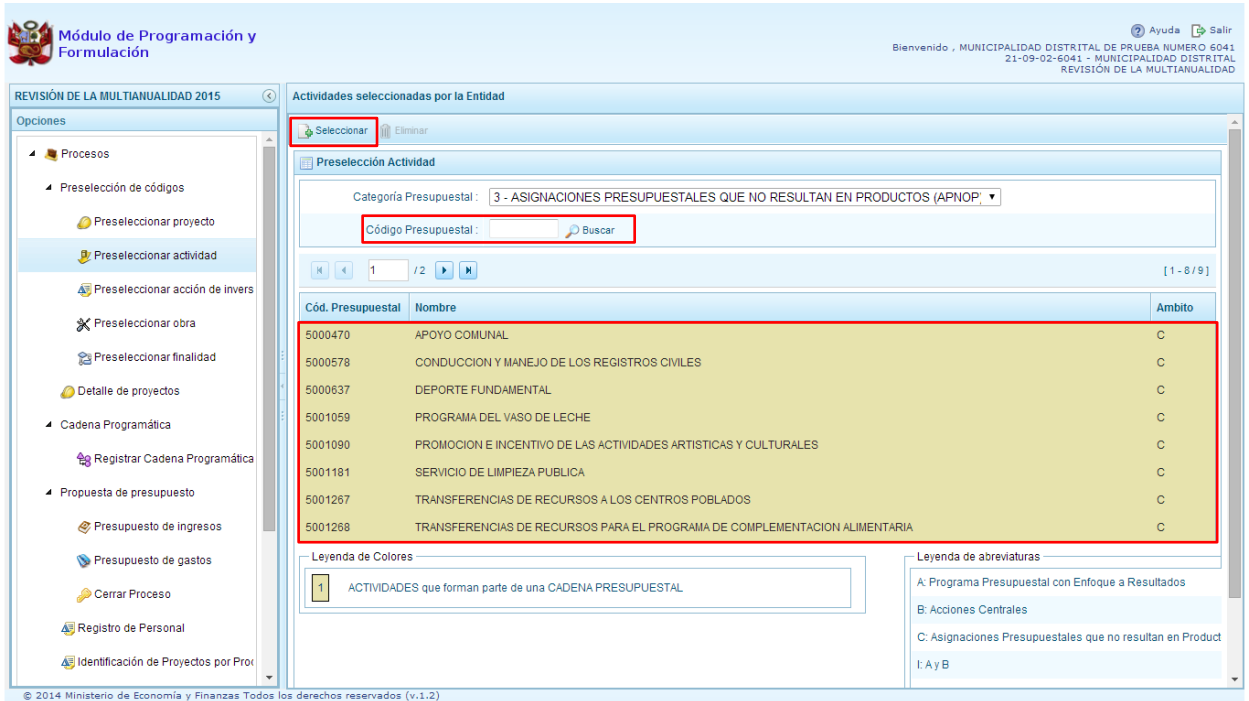 Módulo de Programación y
Formulación
Ayuda Salir
Bienvenido , MUNICIPALIDAD DISTRITAL DE PRUEBA NUMERO 6041
21-09-02-6041 - MUNICIPALIDAD DISTRITAL
REVISIÓN DE LA MULTIANUALIDAD
REVISIÓN DE LA MULTIANUALIDAD 2015
Opciones
Procesos
Preselección de códigos
Preseleccionar proyecto
Preseleccionar actividad
Preseleccionar acción de invers
Preseleccionar obra
Preseleccionar finalidad
Detalle de proyectos
Cadena Programática
Registrar Cadena Programática
Propuesta de presupuesto
Presupuesto de ingresos
Presupuesto de gastos
Cerrar Proceso
Registro de Personal
Identificación de Proyectos por Proc
Actividades seleccionadas por la Entidad
Seleccionar Eliminar
Preselección Actividad
Categoría Presupuestal : 3 - ASIGNACIONES PRESUPUESTALES QUE NO RESULTAN EN PRODUCTOS (APNOP)
Código Presupuestal : Buscar
1 / 2 [ 1 - 8 / 9 ]
Cód. Presupuestal Nombre Ambito
5000470 APOYO COMUNAL C
5000578 CONDUCCION Y MANEJO DE LOS REGISTROS CIVILES C
5000637 DEPORTE FUNDAMENTAL C
5001059 PROGRAMA DEL VASO DE LECHE C
5001090 PROMOCION E INCENTIVO DE LAS ACTIVIDADES ARTISTICAS Y CULTURALES C
5001181 SERVICIO DE LIMPIEZA PUBLICA C
5001267 TRANSFERENCIAS DE RECURSOS A LOS CENTROS POBLADOS C
5001268 TRANSFERENCIAS DE RECURSOS PARA EL PROGRAMA DE COMPLEMENTACION ALIMENTARIA C
Leyenda de Colores
1 ACTIVIDADES que forman parte de una CADENA PRESUPUESTAL
Leyenda de abreviaturas
A: Programa Presupuestal con Enfoque a Resultados
B: Acciones Centrales
C: Asignaciones Presupuestales que no resultan en Product
I: A y B
© 2014 Ministerio de Economía y Finanzas Todos los derechos reservados (v.1.2)